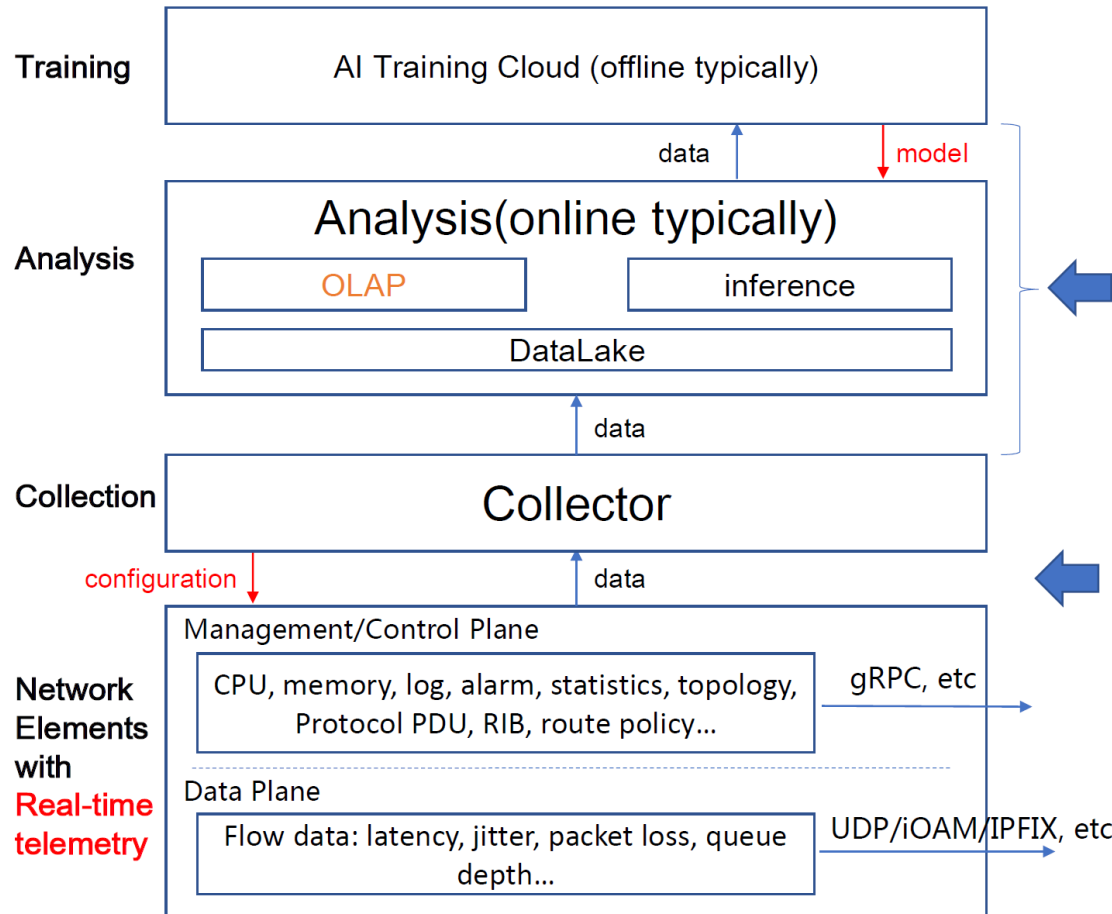 Training
AI Training Cloud (offline typically)
data
model
Analysis
Analysis(online typically)
OLAP
inference
DataLake
data
Collection
Collector
configuration
data
Network
Elements
with
Real-time
telemetry
Management/Control Plane
CPU, memory, log, alarm, statistics, topology,
Protocol PDU, RIB, route policy...
gRPC, etc
Data Plane
Flow data: latency, jitter, packet loss, queue
depth...
UDP/iOAM/IPFIX, etc